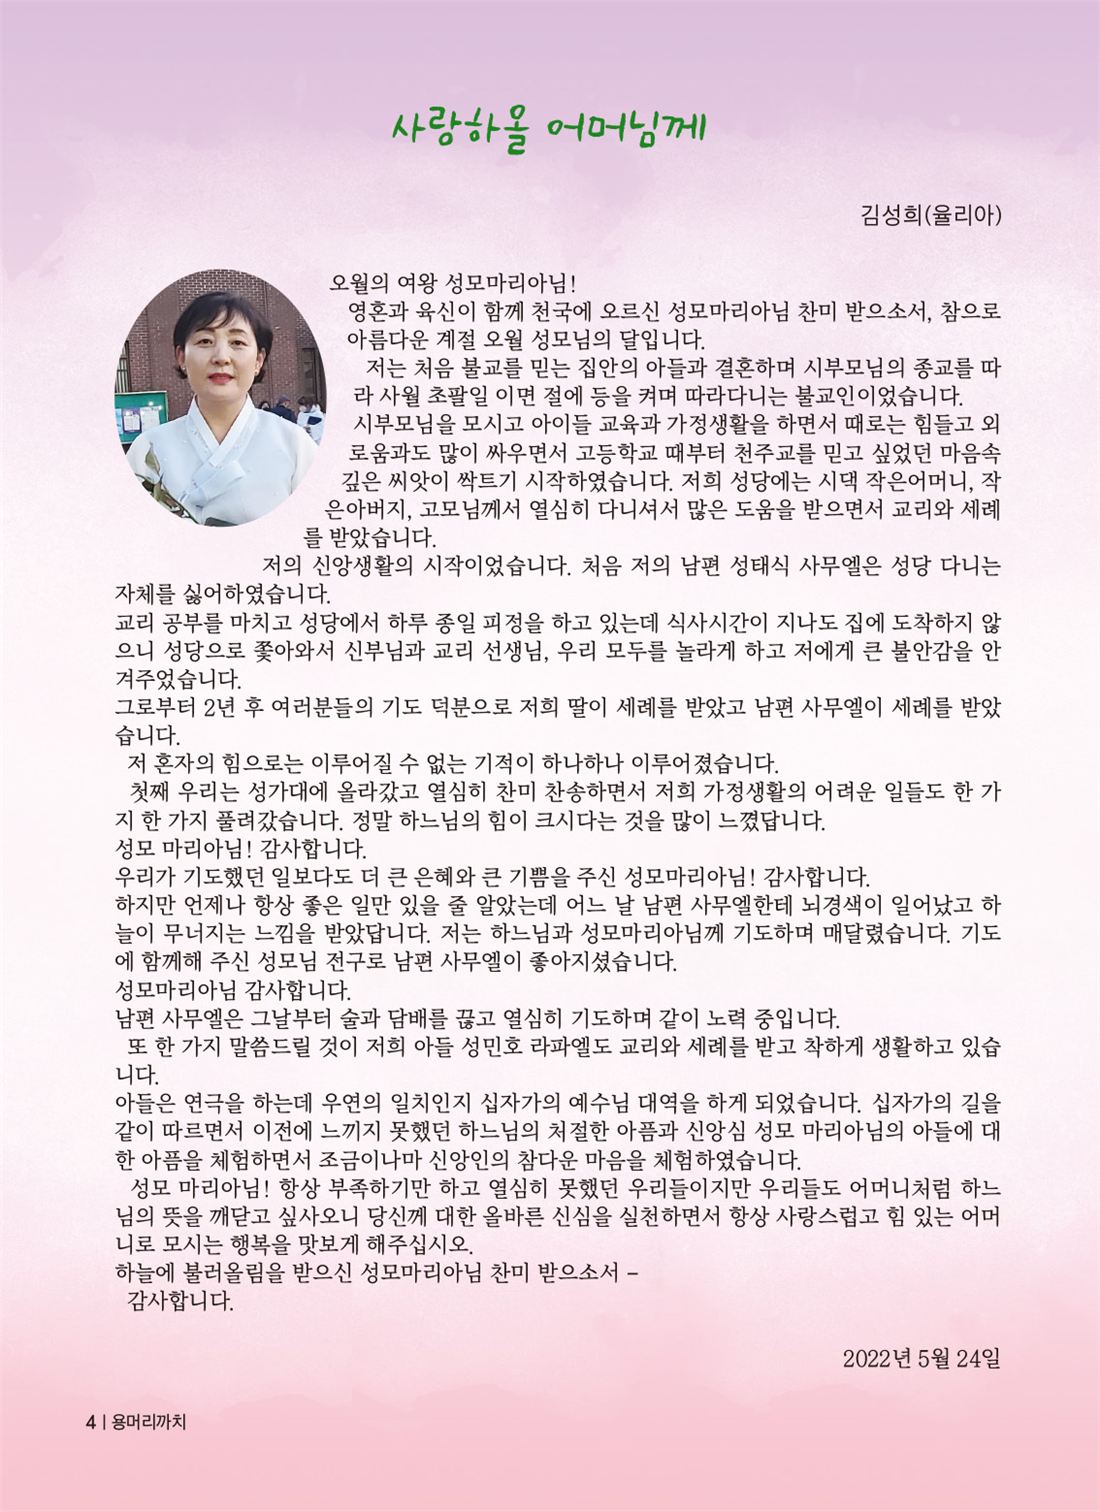 사랑하올 어머님께
김성희(율리아)
오월의 여왕 성모마리아님!
영혼과 육신이 함께 천국에 오르신 성모마리아님 찬미 받으소서, 참으로
아름다운 계절 오월 성모님의 달입니다.
저는 처음 불교를 믿는 집안의 아들과 결혼하며 시부모님의 종교를 따
라 사월 초팔일 이면 절에 등을 켜며 따라다니는 불교인이었습니다.
시부모님을 모시고 아이들 교육과 가정생활을 하면서 때로는 힘들고 외
로움과도 많이 싸우면서 고등학교 때부터 천주교를 믿고 싶었던 마음속
깊은 씨앗이 싹트기 시작하였습니다. 저희 성당에는 시댁 작은어머니, 작
은아버지, 고모님께서 열심히 다니셔서 많은 도움을 받으면서 교리와 세례
를 받았습니다.
저의 신앙생활의 시작이었습니다. 처음 저의 남편 성태식 사무엘은 성당 다니는
자체를 싫어하였습니다.
교리 공부를 마치고 성당에서 하루 종일 피정을 하고 있는데 식사시간이 지나도 집에 도착하지 않
으니 성당으로 쫓아와서 신부님과 교리 선생님, 우리 모두를 놀라게 하고 저에게 큰 불안감을 안
겨주었습니다.
그로부터 2년 후 여러분들의 기도 덕분으로 저희 딸이 세례를 받았고 남편 사무엘이 세례를 받았
습니다.
저 혼자의 힘으로는 이루어질 수 없는 기적이 하나하나 이루어졌습니다.
첫째 우리는 성가대에 올라갔고 열심히 찬미 찬송하면서 저희 가정생활의 어려운 일들도 한 가
지 한 가지 풀려갔습니다. 정말 하느님의 힘이 크시다는 것을 많이 느꼈답니다.
성모 마리아님! 감사합니다.
우리가 기도했던 일보다도 더 큰 은혜와 큰 기쁨을 주신 성모마리아님! 감사합니다.
하지만 언제나 항상 좋은 일만 있을 줄 알았는데 어느 날 남편 사무엘한테 뇌경색이 일어났고 하
늘이 무너지는 느낌을 받았답니다. 저는 하느님과 성모마리아님께 기도하며 매달렸습니다. 기도
에 함께해 주신 성모님 전구로 남편 사무엘이 좋아지셨습니다.
성모마리아님 감사합니다.
남편 사무엘은 그날부터 술과 담배를 끊고 열심히 기도하며 같이 노력 중입니다.
또 한 가지 말씀드릴 것이 저희 아들 성민호 라파엘도 교리와 세례를 받고 착하게 생활하고 있습
니다.
아들은 연극을 하는데 우연의 일치인지 십자가의 예수님 대역을 하게 되었습니다. 십자가의 길을
같이 따르면서 이전에 느끼지 못했던 하느님의 처절한 아픔과 신앙심 성모 마리아님의 아들에 대
한 아픔을 체험하면서 조금이나마 신앙인의 참다운 마음을 체험하였습니다.
성모 마리아님! 항상 부족하기만 하고 열심히 못했던 우리들이지만 우리들도 어머니처럼 하느
님의 뜻을 깨닫고 싶사오니 당신께 대한 올바른 신심을 실천하면서 항상 사랑스럽고 힘 있는 어머
니로 모시는 행복을 맛보게 해주십시오.
하늘에 불러올림을 받으신 성모마리아님 찬미 받으소서 –
감사합니다.
2022년 5월 24일
4 | 용머리까치